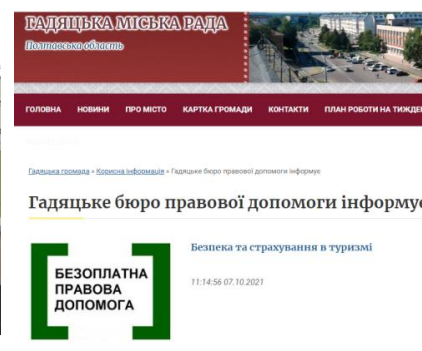 ГАДЯЦЬКА МІСЬКА РАДА
Полтавська область
ГОЛОВНА НОВИНИ ПРО МІСТО КАРТКА ГРОМАДИ КОНТАКТИ ПЛАН РОБОТИ НА ТИЖДЕ
Гадяцька громада » Корисна інформація » Гадяцьке бюро правової допомоги інформує
Гадяцьке бюро правової допомоги інформує
Безпека та страхування в туризмі
11:14:56 07.10.2021
БЕЗОПЛАТНА
ПРАВОВА
ДОПОМОГА